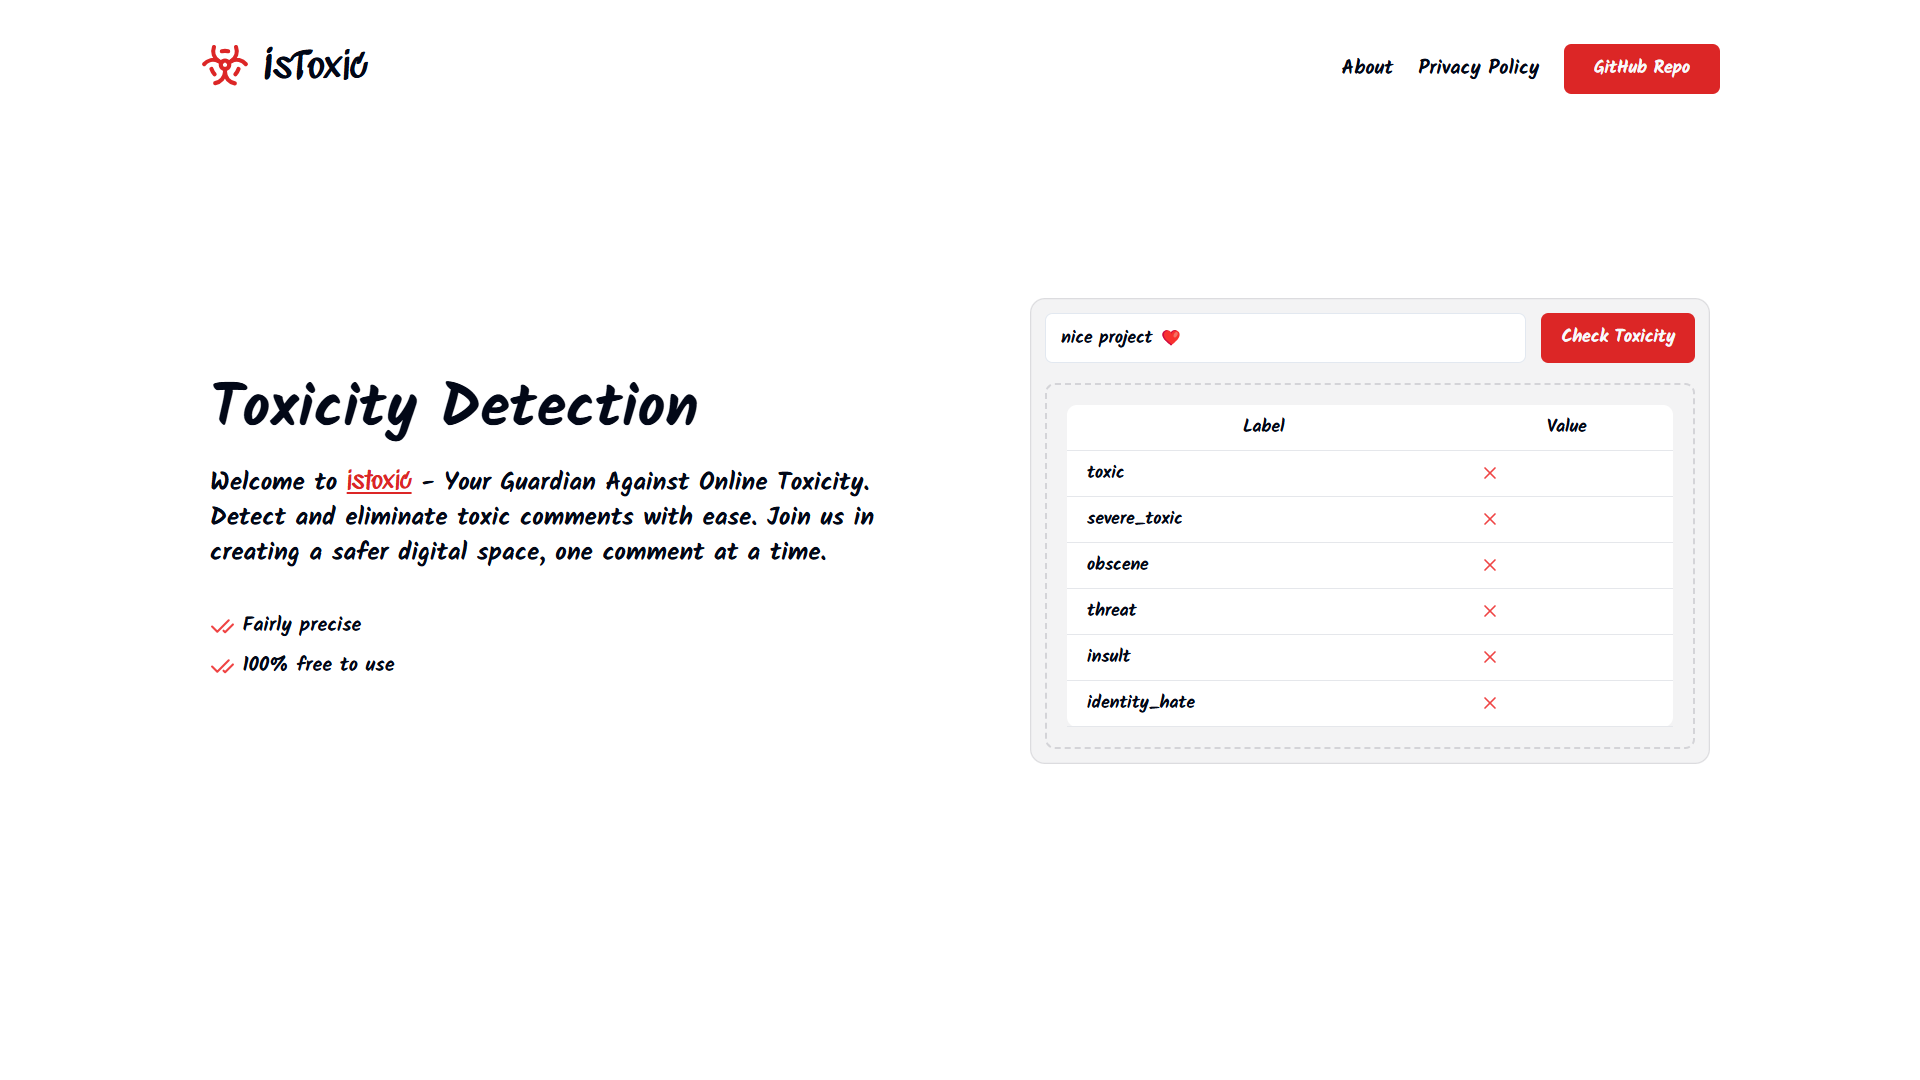 isToxic
About
Privacy Policy
GitHub Repo
Toxicity Detection
Welcome to istoxic - Your Guardian Against Online Toxicity.
Detect and eliminate toxic comments with ease. Join us in
creating a safer digital space, one comment at a time.
Fairly precise
100% free to use
nice project ❤️
Check Toxicity
Label Value
toxic
severe_toxic
obscene
threat
insult
identity_hate